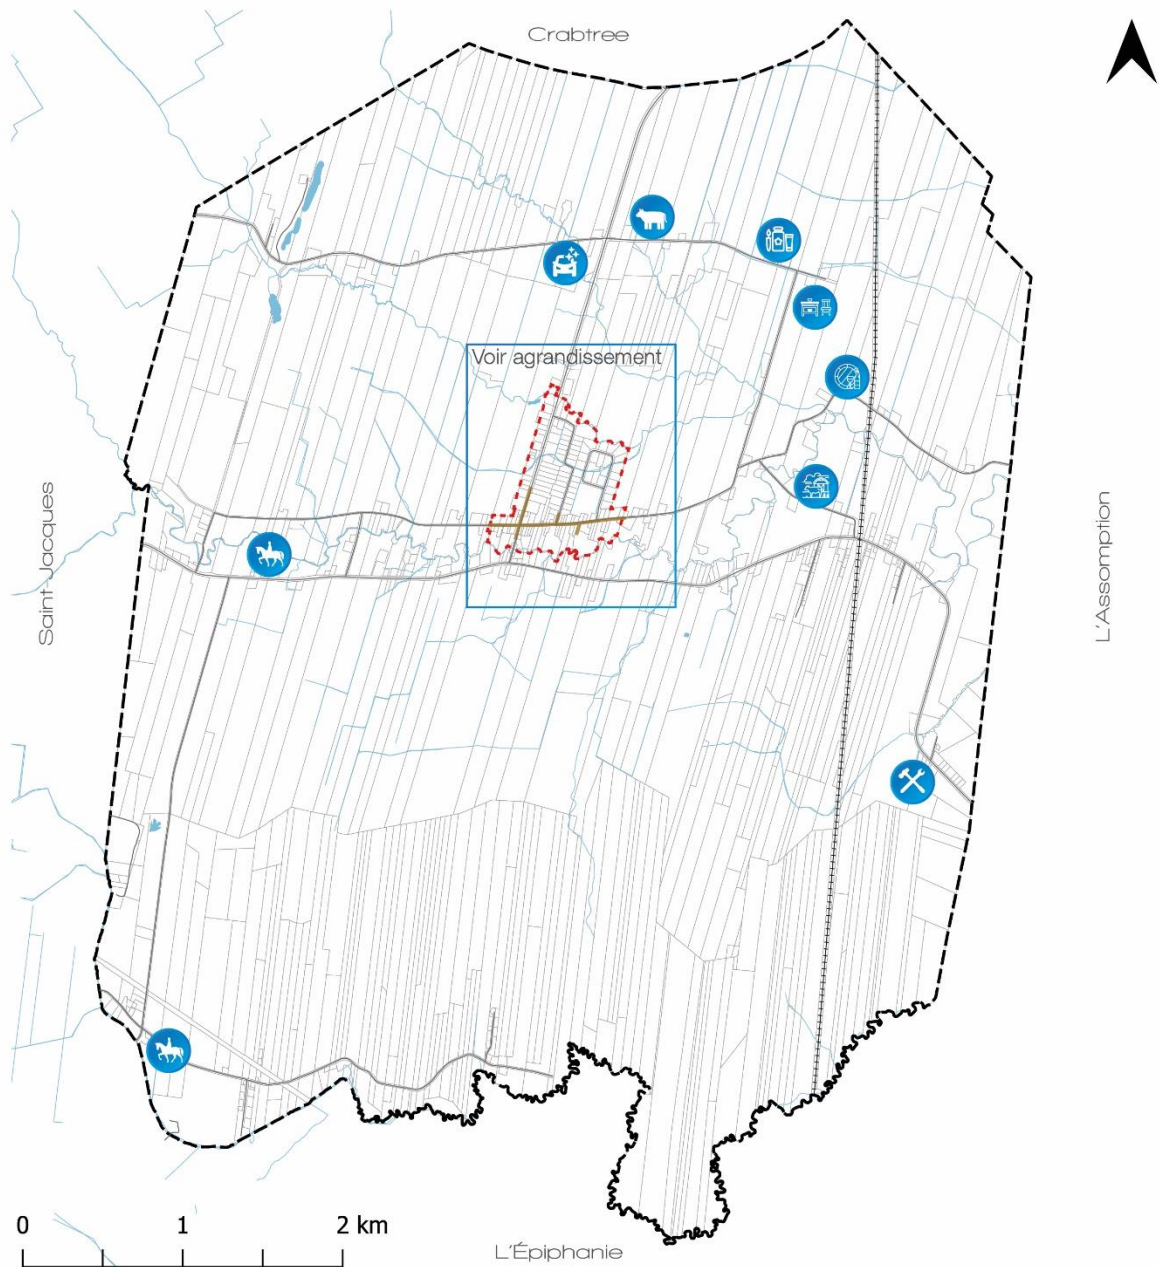 Crabtree
Voir agrandissement
Saint Jacques
L'Assomption
0 1 2 km
L'Épiphanie